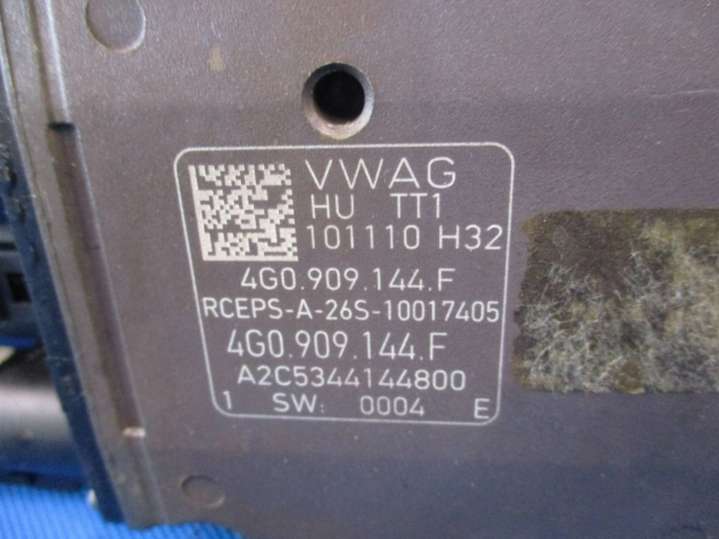 VWAG
HU TT1
101110 H32
4G0.909.144.F
RCEPS-A-26S-10017405
4G0.909.144.F
A2C5344144800
1 SW: 0004 E